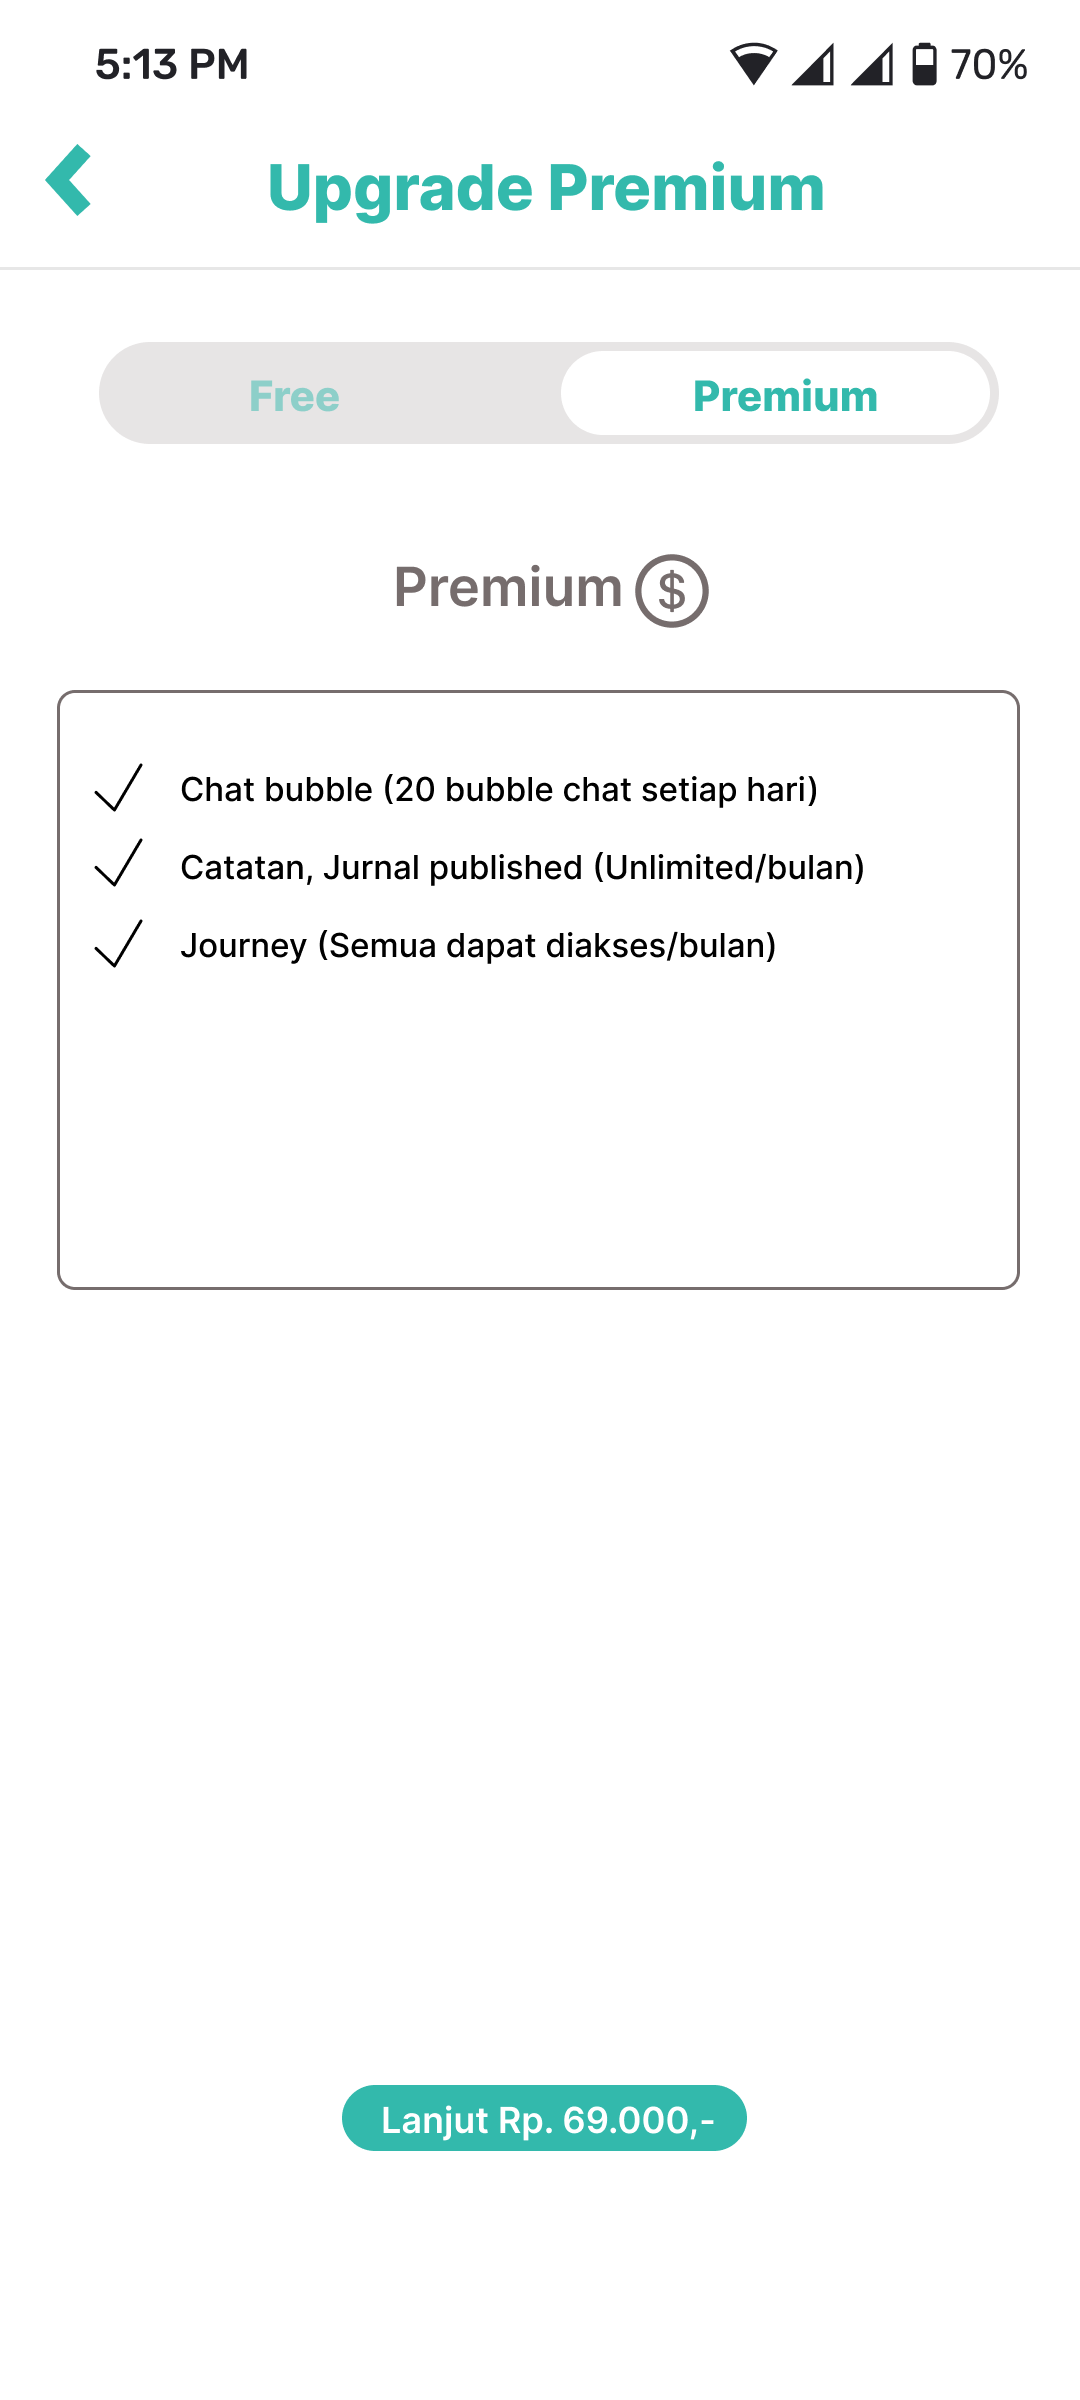 5:13 PM 70%
Upgrade Premium
Free Premium
Premium $
Chat bubble (20 bubble chat setiap hari)
Catatan, Jurnal published (Unlimited/bulan)
Journey (Semua dapat diakses/bulan)
Lanjut Rp. 69.000,-